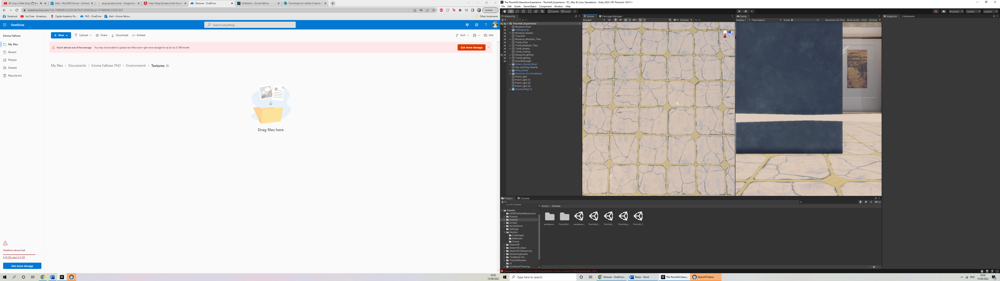 4K Cozy Coffee Shop
Mail - FALLOWS Emma - Outlook
tang dynasty tomb - Google Sea
Intact Tang Dynasty tomb found
Textures - OneDrive
ArtStation - Emma Fallows
Downloads for Adobe Creative C
onedrive.live.com/?id=748B0BC232DC467%2120282&cid=0748B0BC232DC467
Update
Facebook
YouTube - Broadcas...
Digital Academy Po...
PhD - OneDrive
Mail – Emma Fallow...
Other bookmarks
OneDrive
Search everything
Emma Fallows
My files
Recent
Photos
Shared
Recycle bin
New
Upload
Share
Download
</> Embed
Sort
Info
You're almost out of free storage You may not be able to upload new files soon—get more storage for as low as £1.99/month.
Get more storage
My files > Documents > Emma Fallows PhD > Environment > Textures
Drag files here
OneDrive almost full
4.18 GB used of 5 GB
Get more storage
16:50
15/08/2022
The Thornhill Interactive Experience - Thornhill_Experience - PC, Mac & Linux Standalone - Unity 2020.1.9f1 Personal <DX11>
File Edit Assets GameObject Component Window Help
Center Local
Account Layers Layout
Hierarchy
All
Thornhill_Experience
Museum_Floor
CeilingLamp
Museum_Assets
Thornhill
Museum_Modular_Tiles
Tomb_Floor
Tomb_Modular_Tiles
Tomb_Assets
Tomb_Ceiling
MuseumLighting
TombLighting
EventManager
Green_Glazed_Bowl
Sky and Fog Volume
Wine_Bottle
Musician_On_Horseback
Point Light
Point Light (1)
Point Light (2)
Point Light (3)
[CameraRig] (1)
Scene
Package Manager
Shaded
2D
2
Gizmos
All
Game
Display 1
Free Aspect
Scale
1x
Maximize On Play Mute Audio Stats Gizmos
Inspector
Collaborate
Project
Console
22
All Prefabs
Assets
HDRPDefaultResources
Presets
Scenes
Scripts
SenseGlove
Settings
Skybox
Cubemaps
Materials
Scene
SteamVR
SteamVR_Input
SteamVR_Resources
StreamingAssets
TextMesh Pro
ThornhillAssets
UI
ViveHandTracking
Assets > Scenes
samplesce...
Thornhill_E...
samplesce...
Thornhill_E...
Thornhill_...
Thornhill_p...
Thornhill_T...
[SteamVR] Failed to load IVRRenderModels interface version IVRRenderModels_006
Type here to search
Textures - OneDrive...
Thesis - Word
The Thornhill Intera...
SteamVR Status
ENG
16:50
15/08/2022